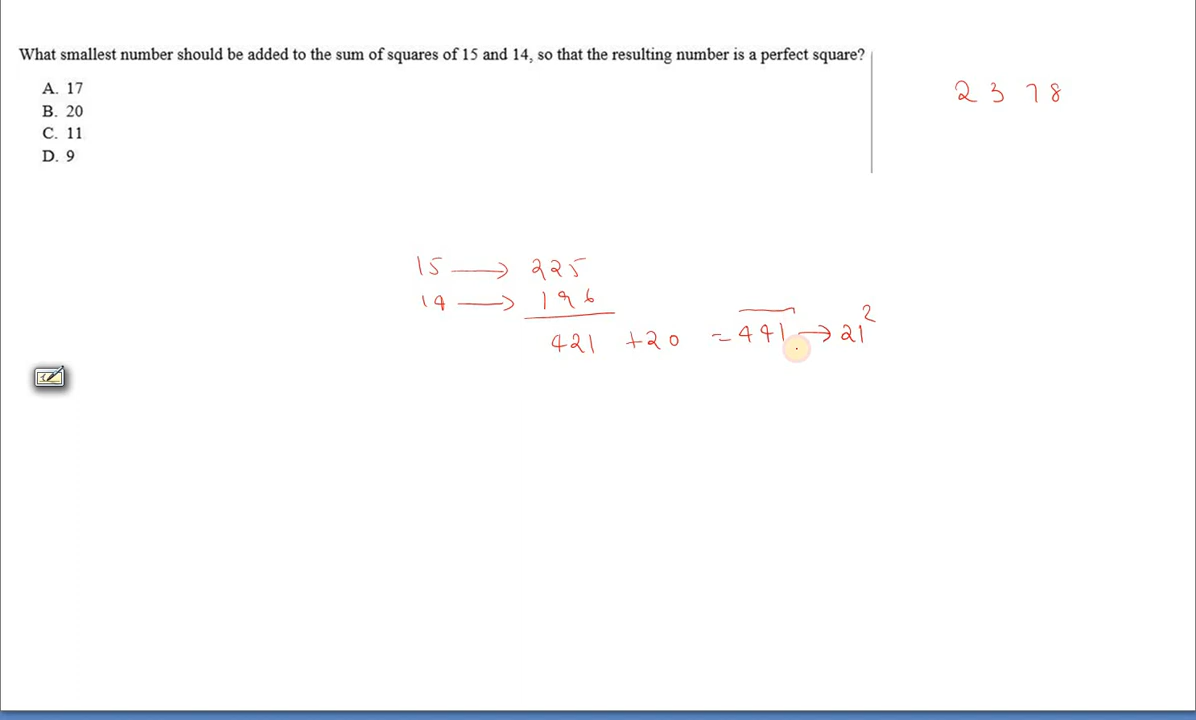 What smallest number should be added to the sum of squares of 15 and 14, so that the resulting number is a perfect square?
2 3 7 8
A. 17
B. 20
C. 11
D. 9
15 → 225
14 → 196
421 +20 = 441 → 21²